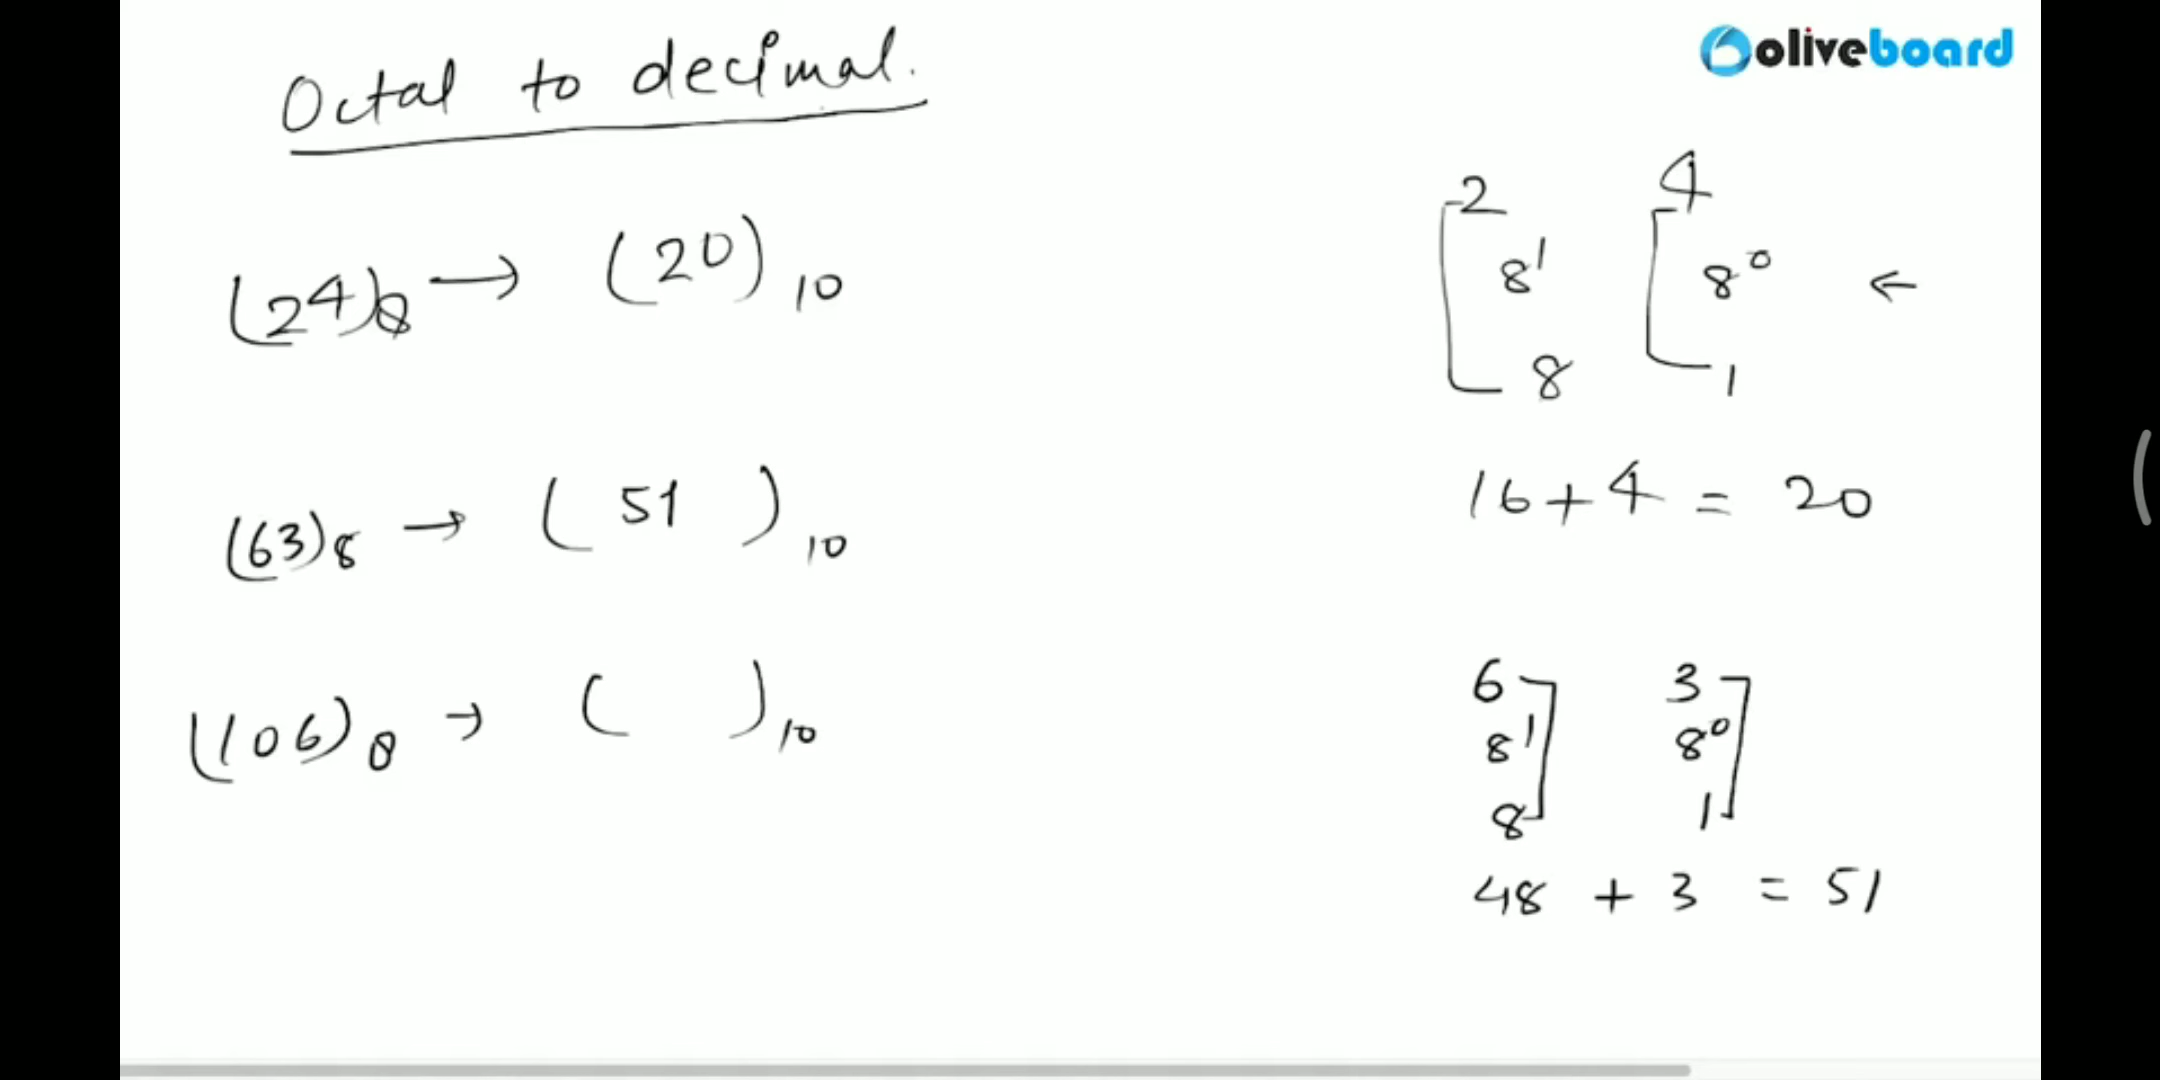 Octal to decimal.
oliveboard
(24)8 → (20)10
(63)8 → (51)10
(106)8 → ( )10
2 4
8¹ 8⁰ ←
8 1
16 + 4 = 20
6 3
8¹ 8⁰
8 1
48 + 3 = 51